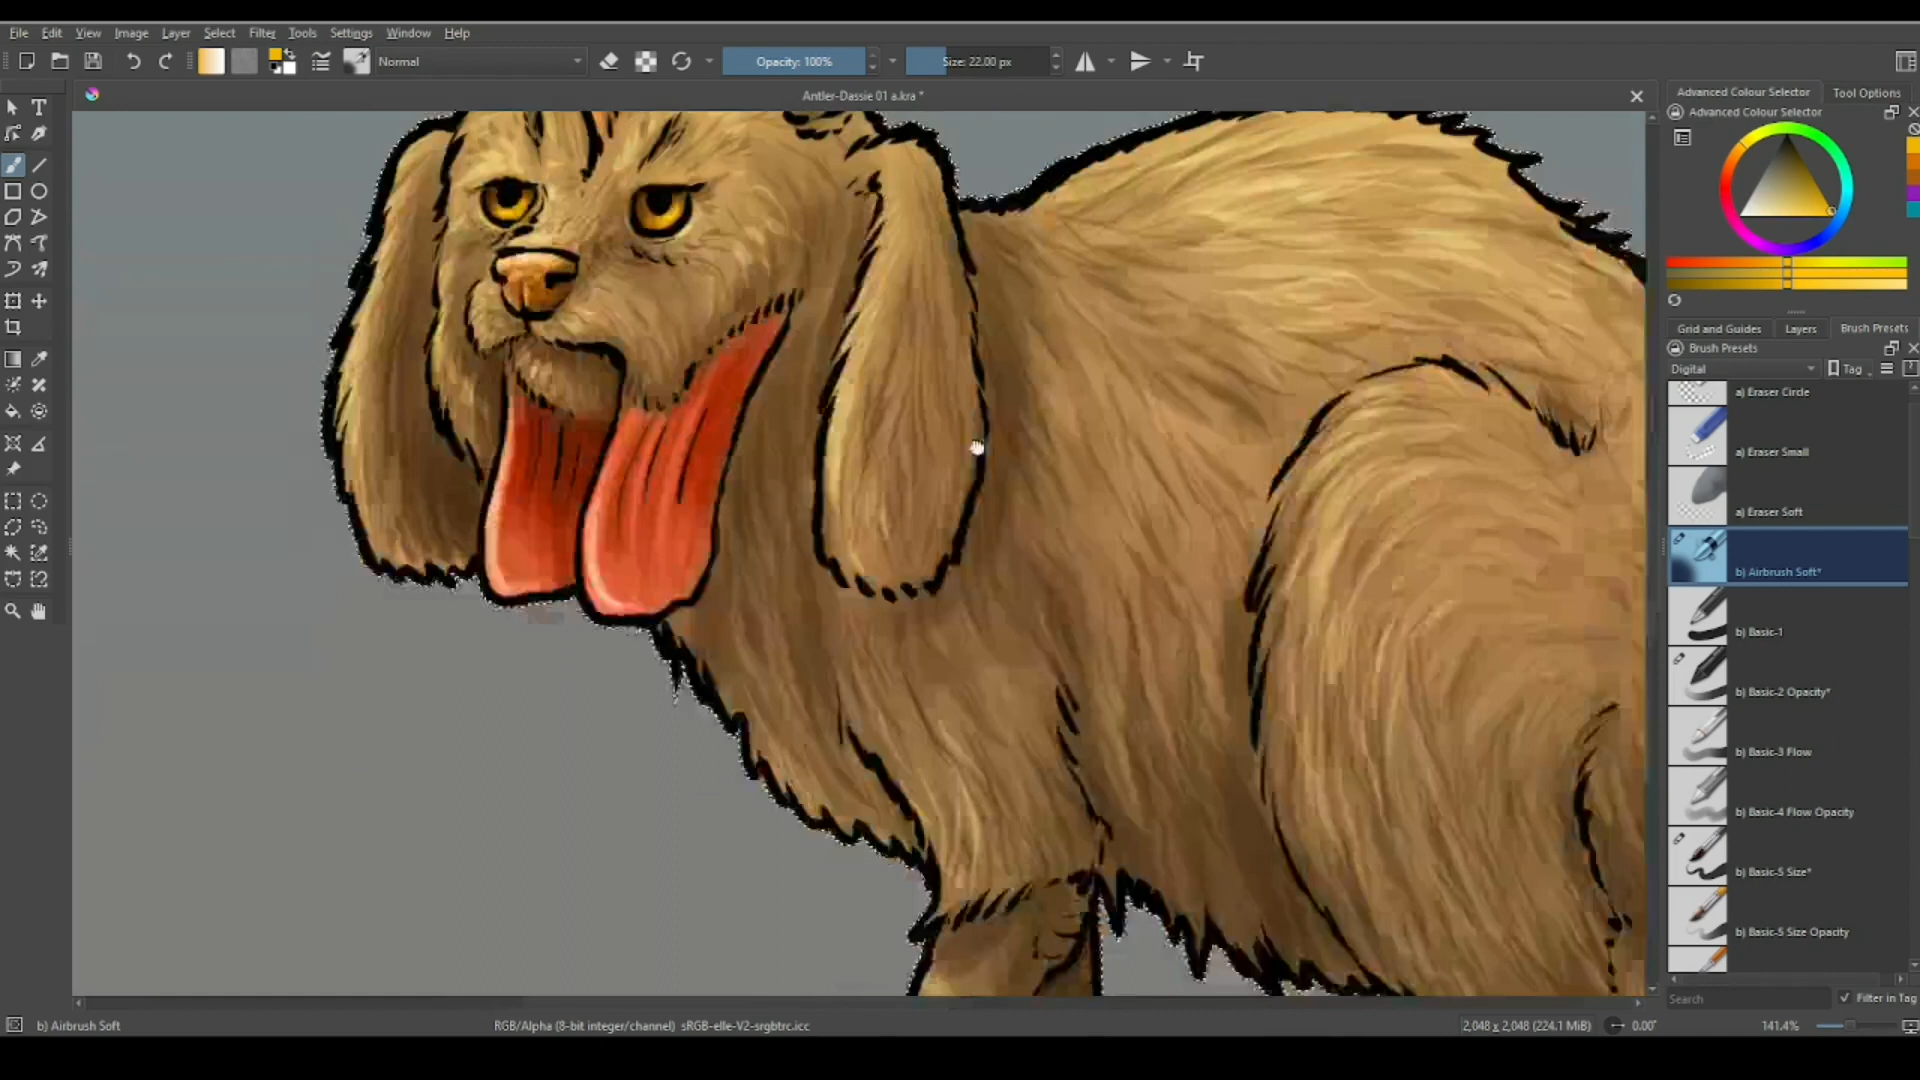 File Edit View Image Layer Select Filter Tools Settings Window Help
Normal
Opacity: 100%
Size: 22.00 px
Antler-Dassie 01 a.kra *
Advanced Colour Selector
Tool Options
Advanced Colour Selector
Grid and Guides
Layers
Brush Presets
Brush Presets
Digital
Tag
a) Eraser Circle
a) Eraser Small
a) Eraser Soft
b) Airbrush Soft*
b) Basic-1
b) Basic-2 Opacity*
b) Basic-3 Flow
b) Basic-4 Flow Opacity
b) Basic-5 Size*
b) Basic-5 Size Opacity
Search
Filter in Tag
b) Airbrush Soft
RGB/Alpha (8-bit integer/channel) sRGB-elle-V2-srgbtrc.icc
2,048 x 2,048 (224.1 MiB)
0.00°
141.4%